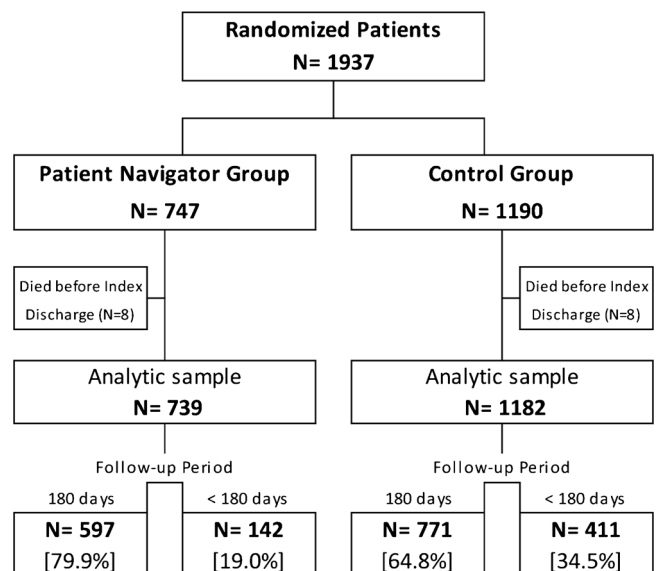 Randomized Patients
N= 1937
Patient Navigator Group
N= 747
Control Group
N= 1190
Died before Index
Discharge (N=8)
Died before Index
Discharge (N=8)
Analytic sample
N= 739
Analytic sample
N= 1182
Follow-up Period
Follow-up Period
180 days
< 180 days
180 days
< 180 days
N= 597
[79.9%]
N= 142
[19.0%]
N= 771
[64.8%]
N= 411
[34.5%]